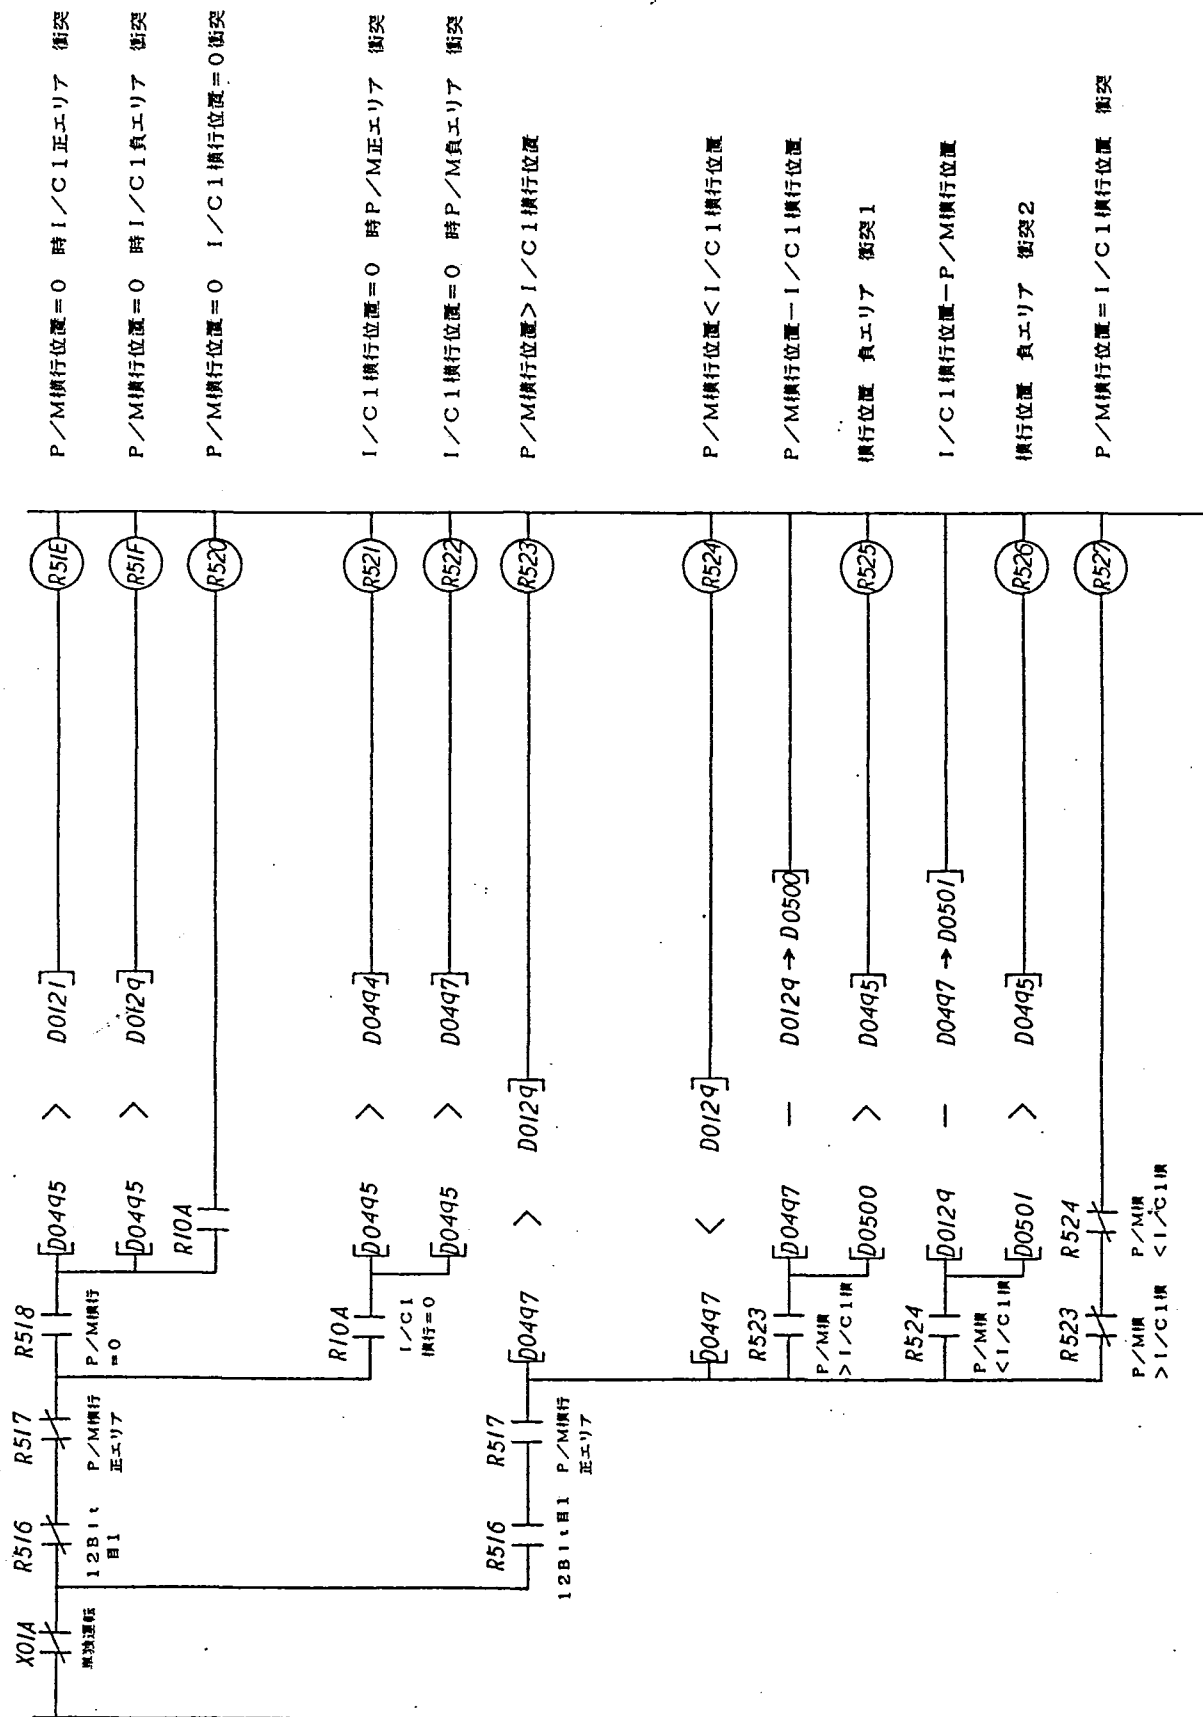 X01A
単独運転
R516
12Bit
目1
R517
P/M横行
正エリア
R518
P/M横行
=0
[D0495 > D0121]
R51E
P/M横行位置=0 時I/C1正エリア 衝突
[D0495 > D0129]
R51F
P/M横行位置=0 時I/C1負エリア 衝突
R10A
R520
P/M横行位置=0 I/C1横行位置=0衝突
R10A
I/C1
横行=0
[D0495 > D0494]
R521
I/C1横行位置=0 時P/M正エリア 衝突
[D0495 > D0497]
R522
I/C1横行位置=0 時P/M負エリア 衝突
R516
12Bit目1
R517
P/M横行
正エリア
[D0497 > D0129]
R523
P/M横行位置>I/C1横行位置
[D0497 < D0129]
R524
P/M横行位置<I/C1横行位置
R523
P/M横
>I/C1横
[D0497 - D0129→D0500]
P/M横行位置-I/C1横行位置
[D0500 > D0495]
R525
横行位置 負エリア 衝突1
R524
P/M横
<I/C1横
[D0129 - D0497→D0501]
I/C1横行位置-P/M横行位置
[D0501 > D0495]
R526
横行位置 負エリア 衝突2
R523
P/M横
>I/C1横
R524
P/M横
<I/C1横
R527
P/M横行位置=I/C1横行位置 衝突